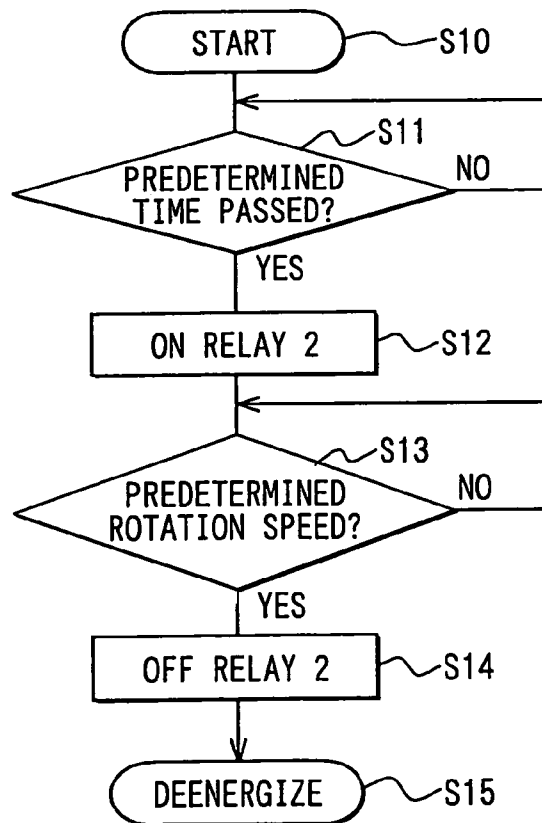 START
S10
S11
PREDETERMINED
TIME PASSED?
NO
YES
ON RELAY 2
S12
S13
PREDETERMINED
ROTATION SPEED?
NO
YES
OFF RELAY 2
S14
DEENERGIZE
S15